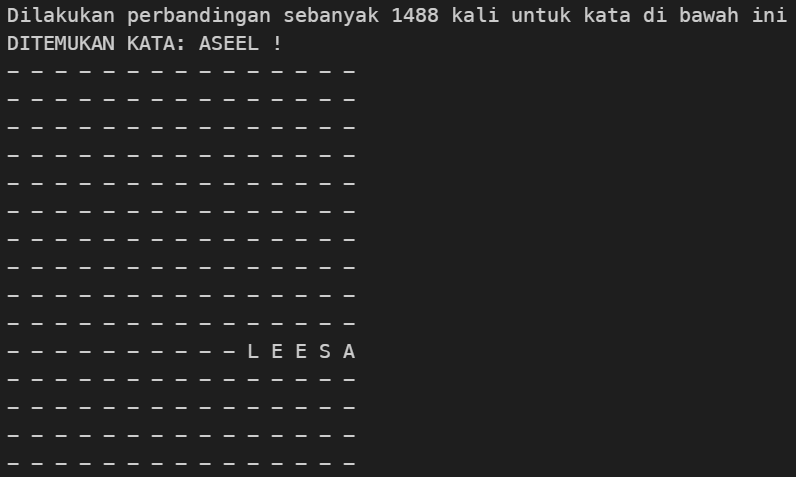 Dilakukan perbandingan sebanyak 1488 kali untuk kata di bawah ini
DITEMUKAN KATA: ASEEL !
- - - - - - - - - - - - - - -
- - - - - - - - - - - - - - -
- - - - - - - - - - - - - - -
- - - - - - - - - - - - - - -
- - - - - - - - - - - - - - -
- - - - - - - - - - - - - - -
- - - - - - - - - - - - - - -
- - - - - - - - - - - - - - -
- - - - - - - - - - - - - - -
- - - - - - - - - - - - - - -
- - - - - - - - - - L E E S A
- - - - - - - - - - - - - - -
- - - - - - - - - - - - - - -
- - - - - - - - - - - - - - -
- - - - - - - - - - - - - - -